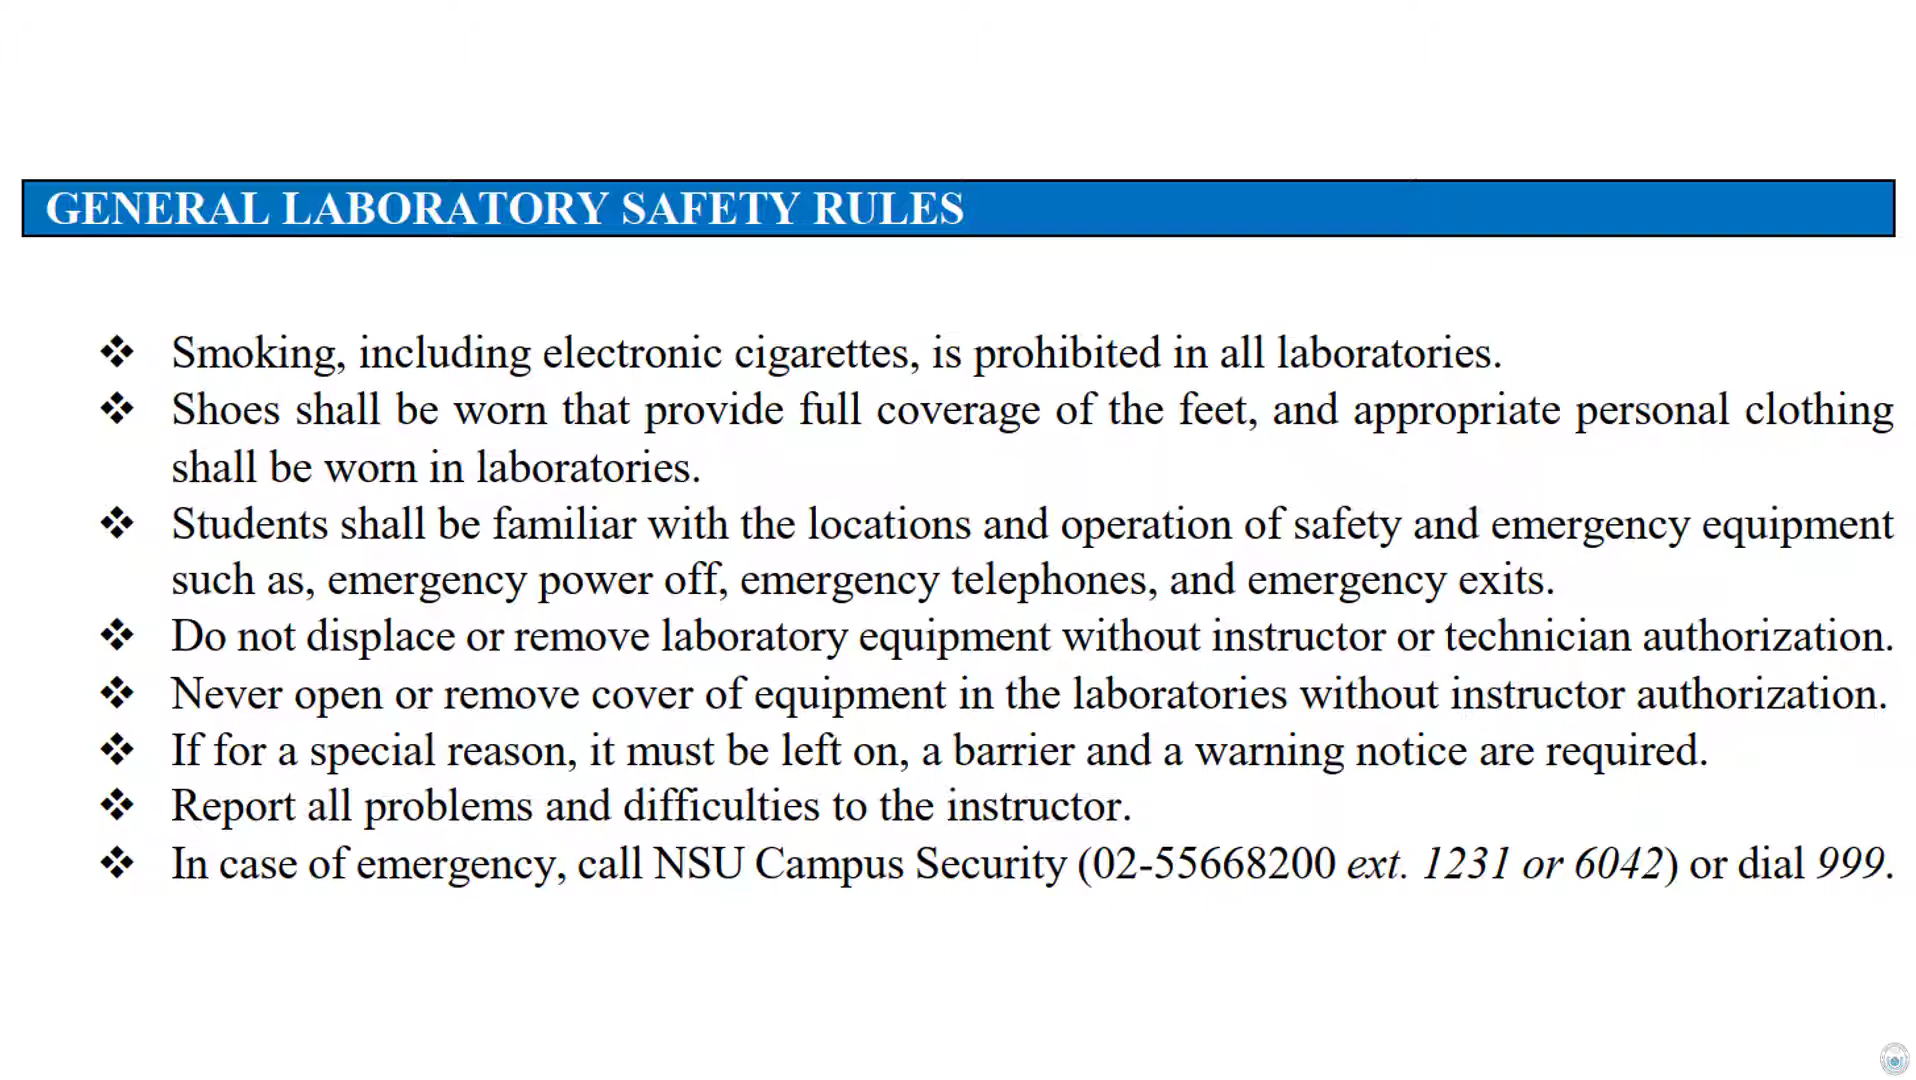 GENERAL LABORATORY SAFETY RULES
❖ Smoking, including electronic cigarettes, is prohibited in all laboratories.
❖ Shoes shall be worn that provide full coverage of the feet, and appropriate personal clothing
shall be worn in laboratories.
❖ Students shall be familiar with the locations and operation of safety and emergency equipment
such as, emergency power off, emergency telephones, and emergency exits.
❖ Do not displace or remove laboratory equipment without instructor or technician authorization.
❖ Never open or remove cover of equipment in the laboratories without instructor authorization.
❖ If for a special reason, it must be left on, a barrier and a warning notice are required.
❖ Report all problems and difficulties to the instructor.
❖ In case of emergency, call NSU Campus Security (02-55668200 ext. 1231 or 6042) or dial 999.